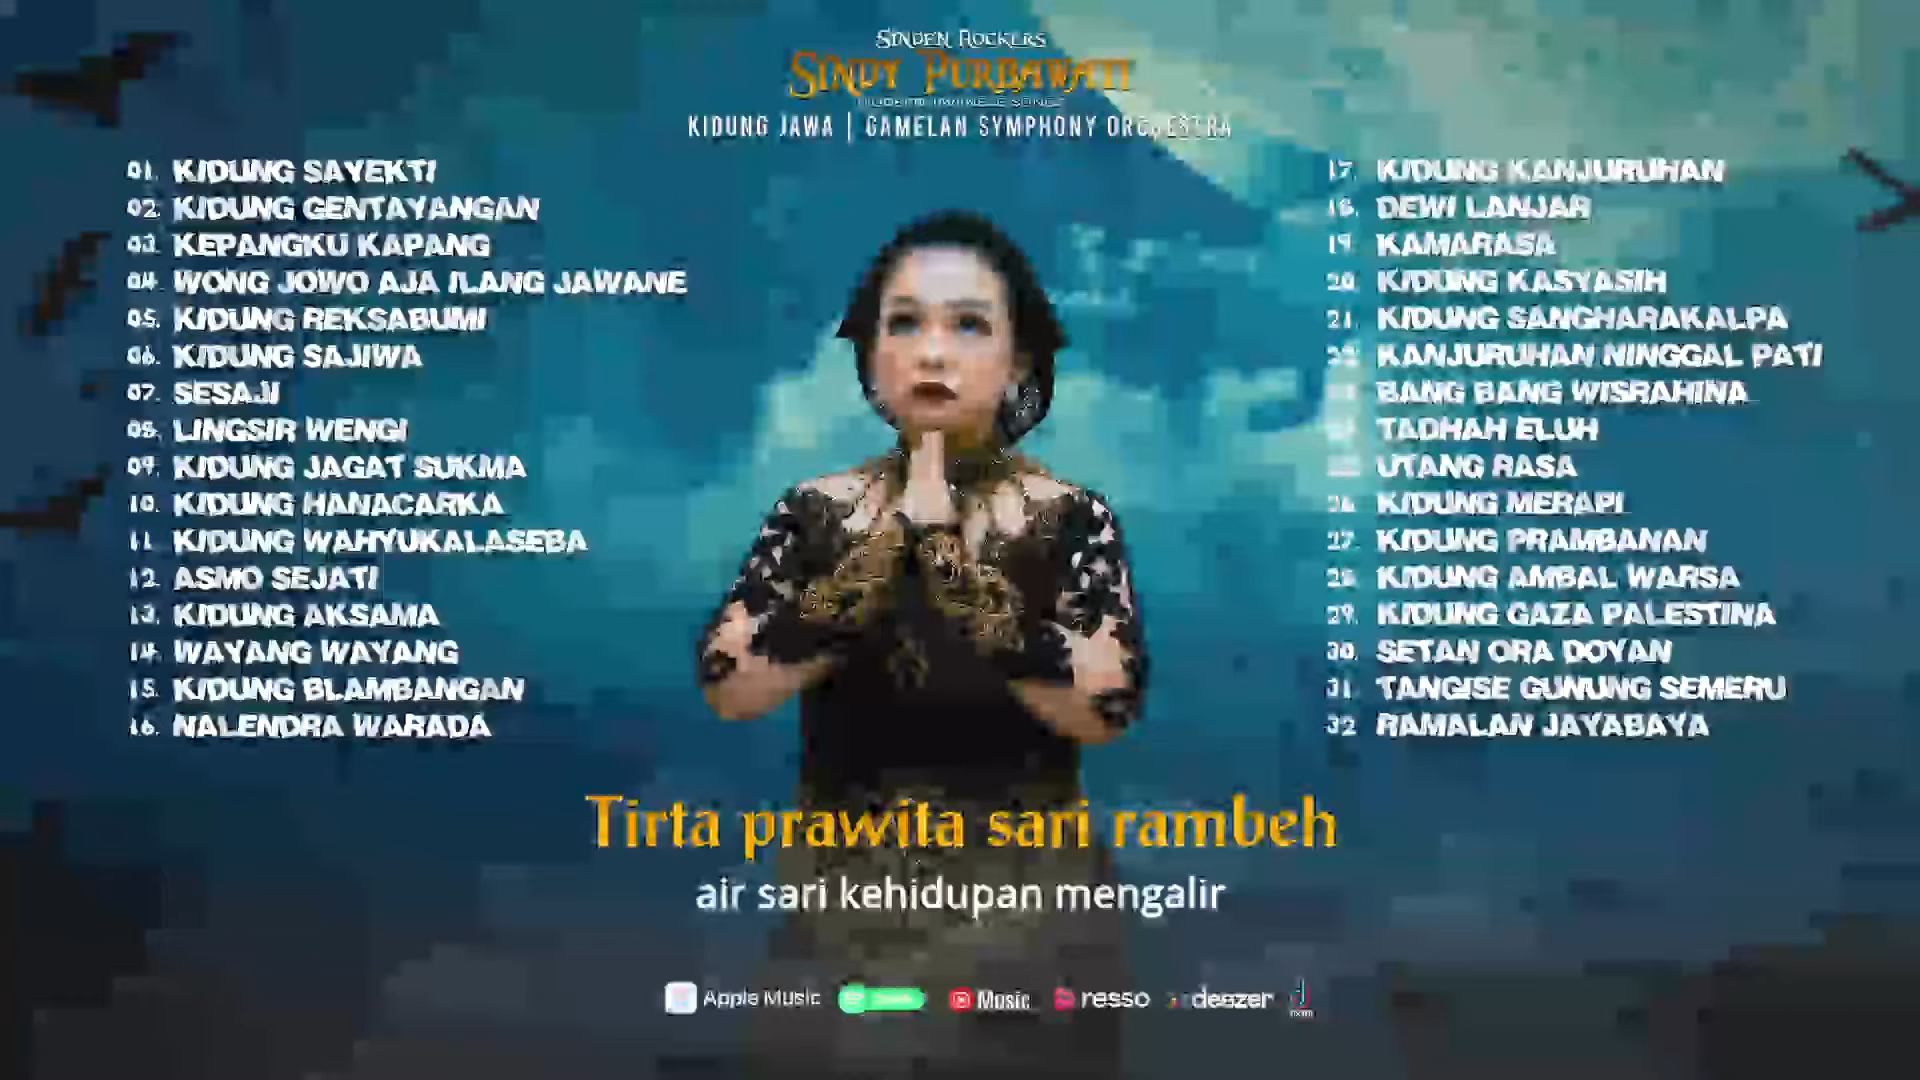 SINDEN ROCKERS
SINDY PURBAWATI
KIDUNG JAWA | GAMELAN SYMPHONY ORCHESTRA
01. KIDUNG SAYEKTI
02. KIDUNG GENTAYANGAN
03. KEPANGKU KAPANG
04. WONG JOWO AJA ILANG JAWANE
05. KIDUNG REKSABUMI
06. KIDUNG SAJIWA
07. SESAJI
08. LINGSIR WENGI
09. KIDUNG JAGAT SUKMA
10. KIDUNG HANACARKA
11. KIDUNG WAHYUKALASEBA
12. ASMO SEJATI
13. KIDUNG AKSAMA
14. WAYANG WAYANG
15. KIDUNG BLAMBANGAN
16. NALENDRA WARADA
17. KIDUNG KANJURUHAN
18. DEWI LANJAR
19. KAMARASA
20. KIDUNG KASYASIH
21. KIDUNG SANGHARAKALPA
22. KANJURUHAN NINGGAL PATI
BANG BANG WISRAHINA
TADHAH ELUH
UTANG RASA
26. KIDUNG MERAPI
27. KIDUNG PRAMBANAN
28. KIDUNG AMBAL WARSA
29. KIDUNG GAZA PALESTINA
30. SETAN ORA DOYAN
31. TANGISE GUNUNG SEMERU
32 RAMALAN JAYABAYA
Tirta prawita sari rambeh
air sari kehidupan mengalir
Apple Music Music resso deezer